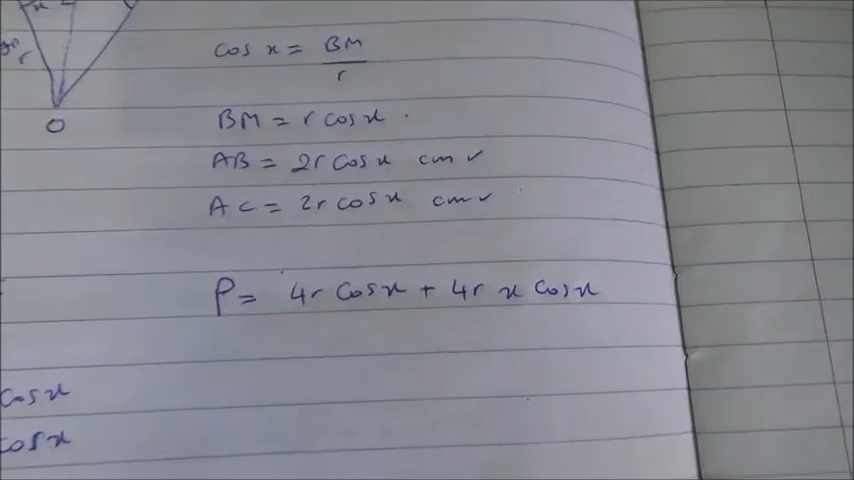 x
r
O
cos x = BM / r
BM = r cos x .
AB = 2r cos x cm ✓
AC = 2r cos x cm ✓
P = 4r cos x + 4r x cos x
cos x
cos x